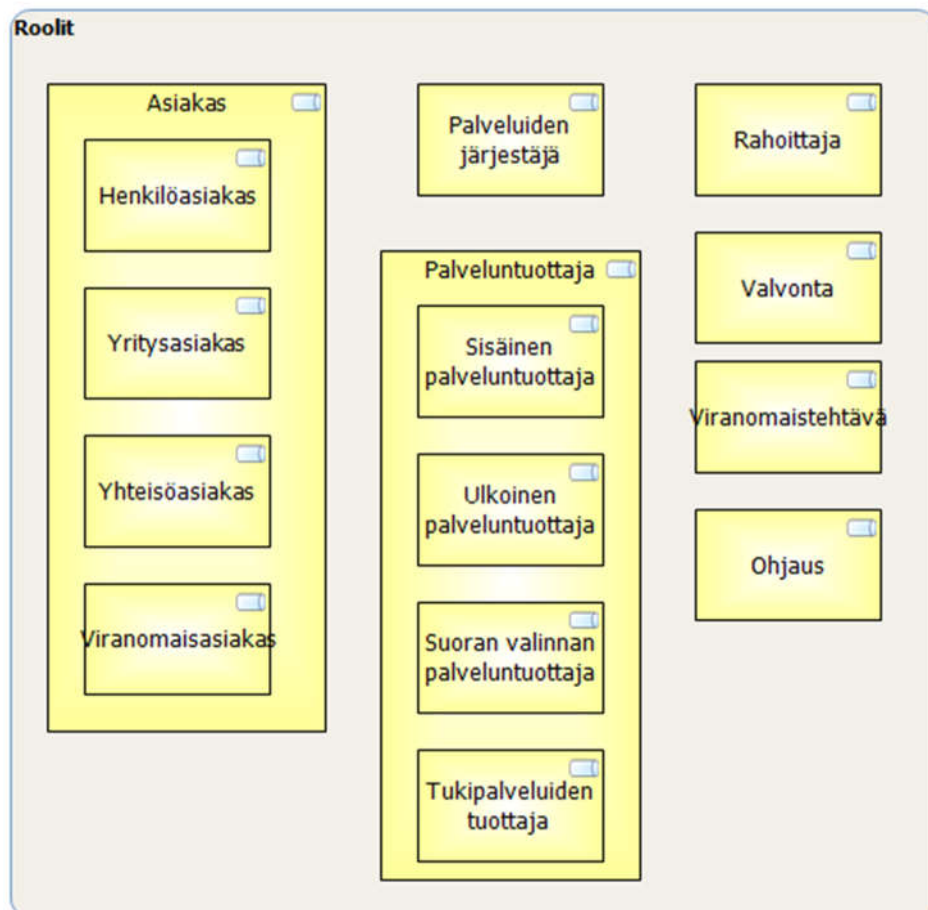 Roolit
Asiakas
Henkilöasiakas
Yritysasiakas
Yhteisöasiakas
Viranomaisasiakas
Palveluiden
järjestäjä
Palveluntuottaja
Sisäinen
palveluntuottaja
Ulkoinen
palveluntuottaja
Suoran valinnan
palveluntuottaja
Tukipalveluiden
tuottaja
Rahoittaja
Valvonta
Viranomaistehtävä
Ohjaus